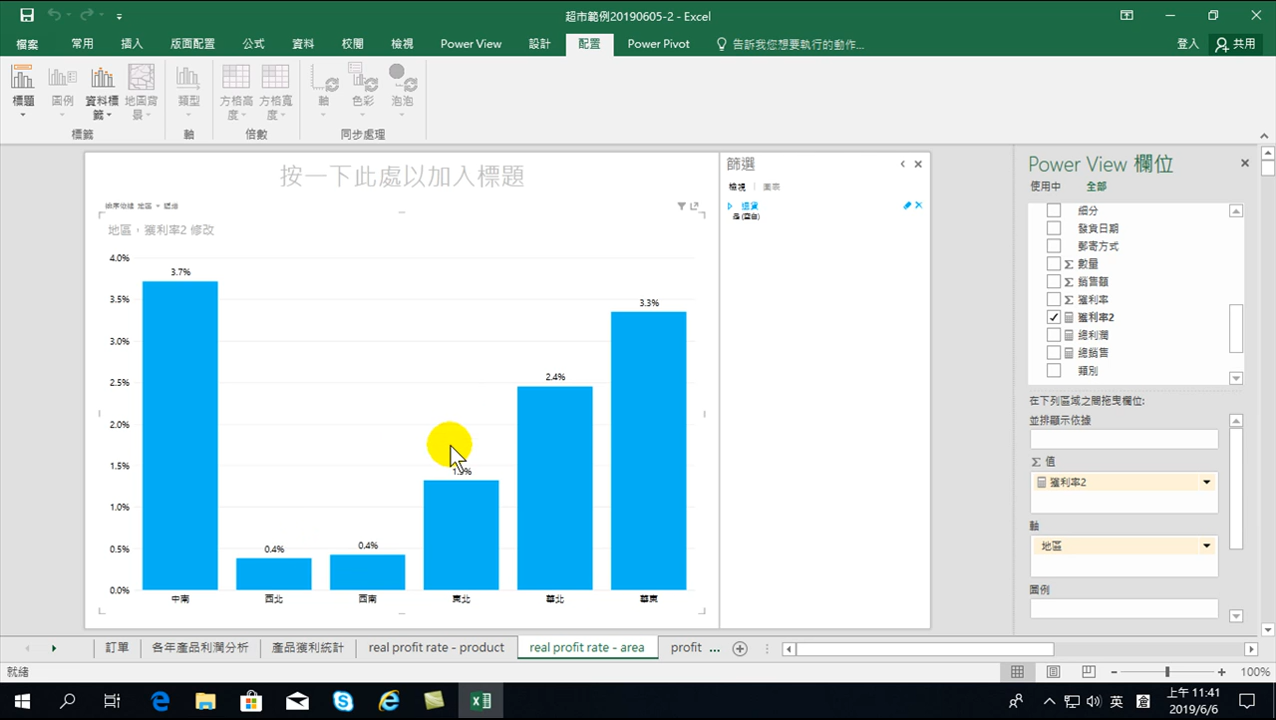 超市範例20190605-2 - Excel
檔案 常用 插入 版面配置 公式 資料 校閱 檢視 Power View 設計 配置 Power Pivot 告訴我您想要執行的動作... 登入 共用
標題 圖例 資料標籤 地圖背景 類型 方格高度 方格寬度 軸 色彩 泡泡
標籤 軸 倍數 同步處理
按一下此處以加入標題
地區
地區，獲利率2 修改
4.0%
3.5%
3.0%
2.5%
2.0%
1.5%
1.0%
0.5%
0.0%
3.7%
0.4%
0.4%
2.4%
3.3%
中南 西北 西南 東北 華北 華東
篩選
檢視 圖表
退貨
是 (空白)
Power View 欄位
使用中 全部
細分
發貨日期
郵寄方式
Σ 數量
Σ 銷售額
Σ 獲利率
獲利率2
總利潤
總銷售
類別
在下列區域之間拖曳欄位:
並排顯示依據
Σ 值
獲利率2
軸
地區
圖例
訂單 各年產品利潤分析 產品獲利統計 real profit rate - product real profit rate - area profit ...
就緒 100%
英 倉 上午 11:41
2019/6/6